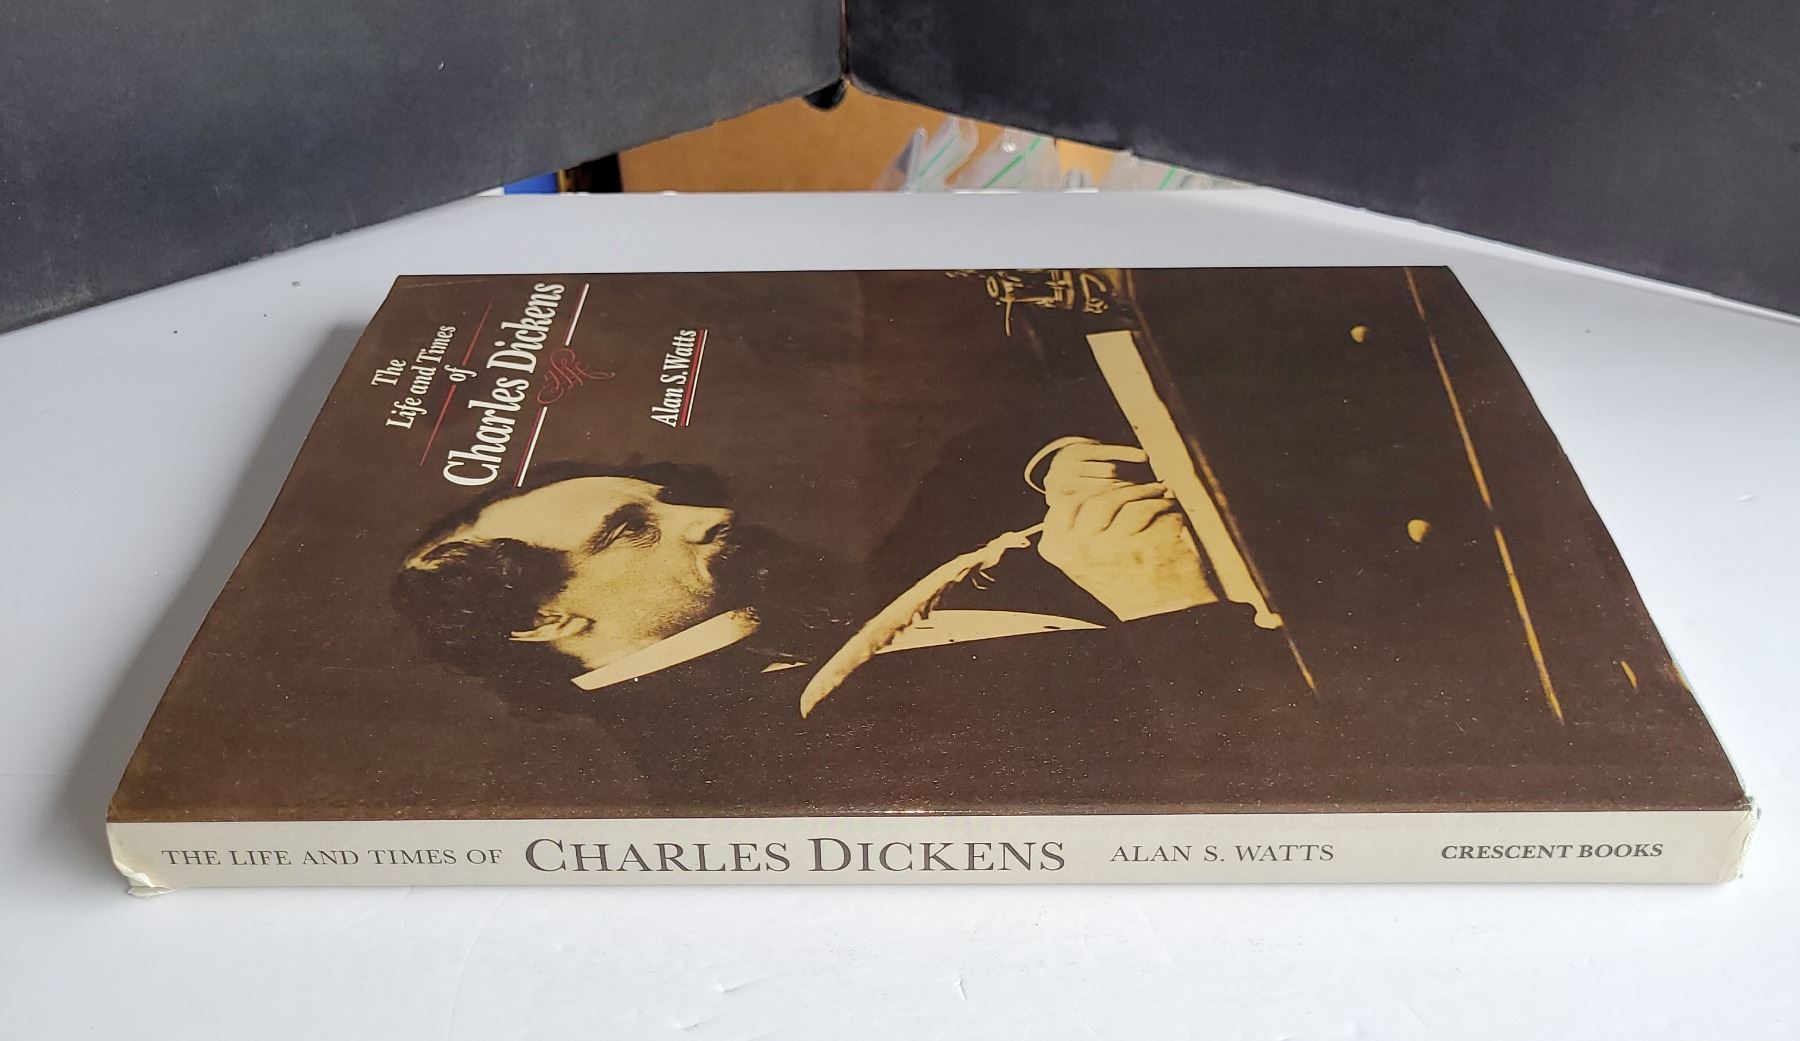 The
Life and Times
of
Charles Dickens
Alan S. Watts
THE LIFE AND TIMES OF CHARLES DICKENS ALAN S. WATTS CRESCENT BOOKS